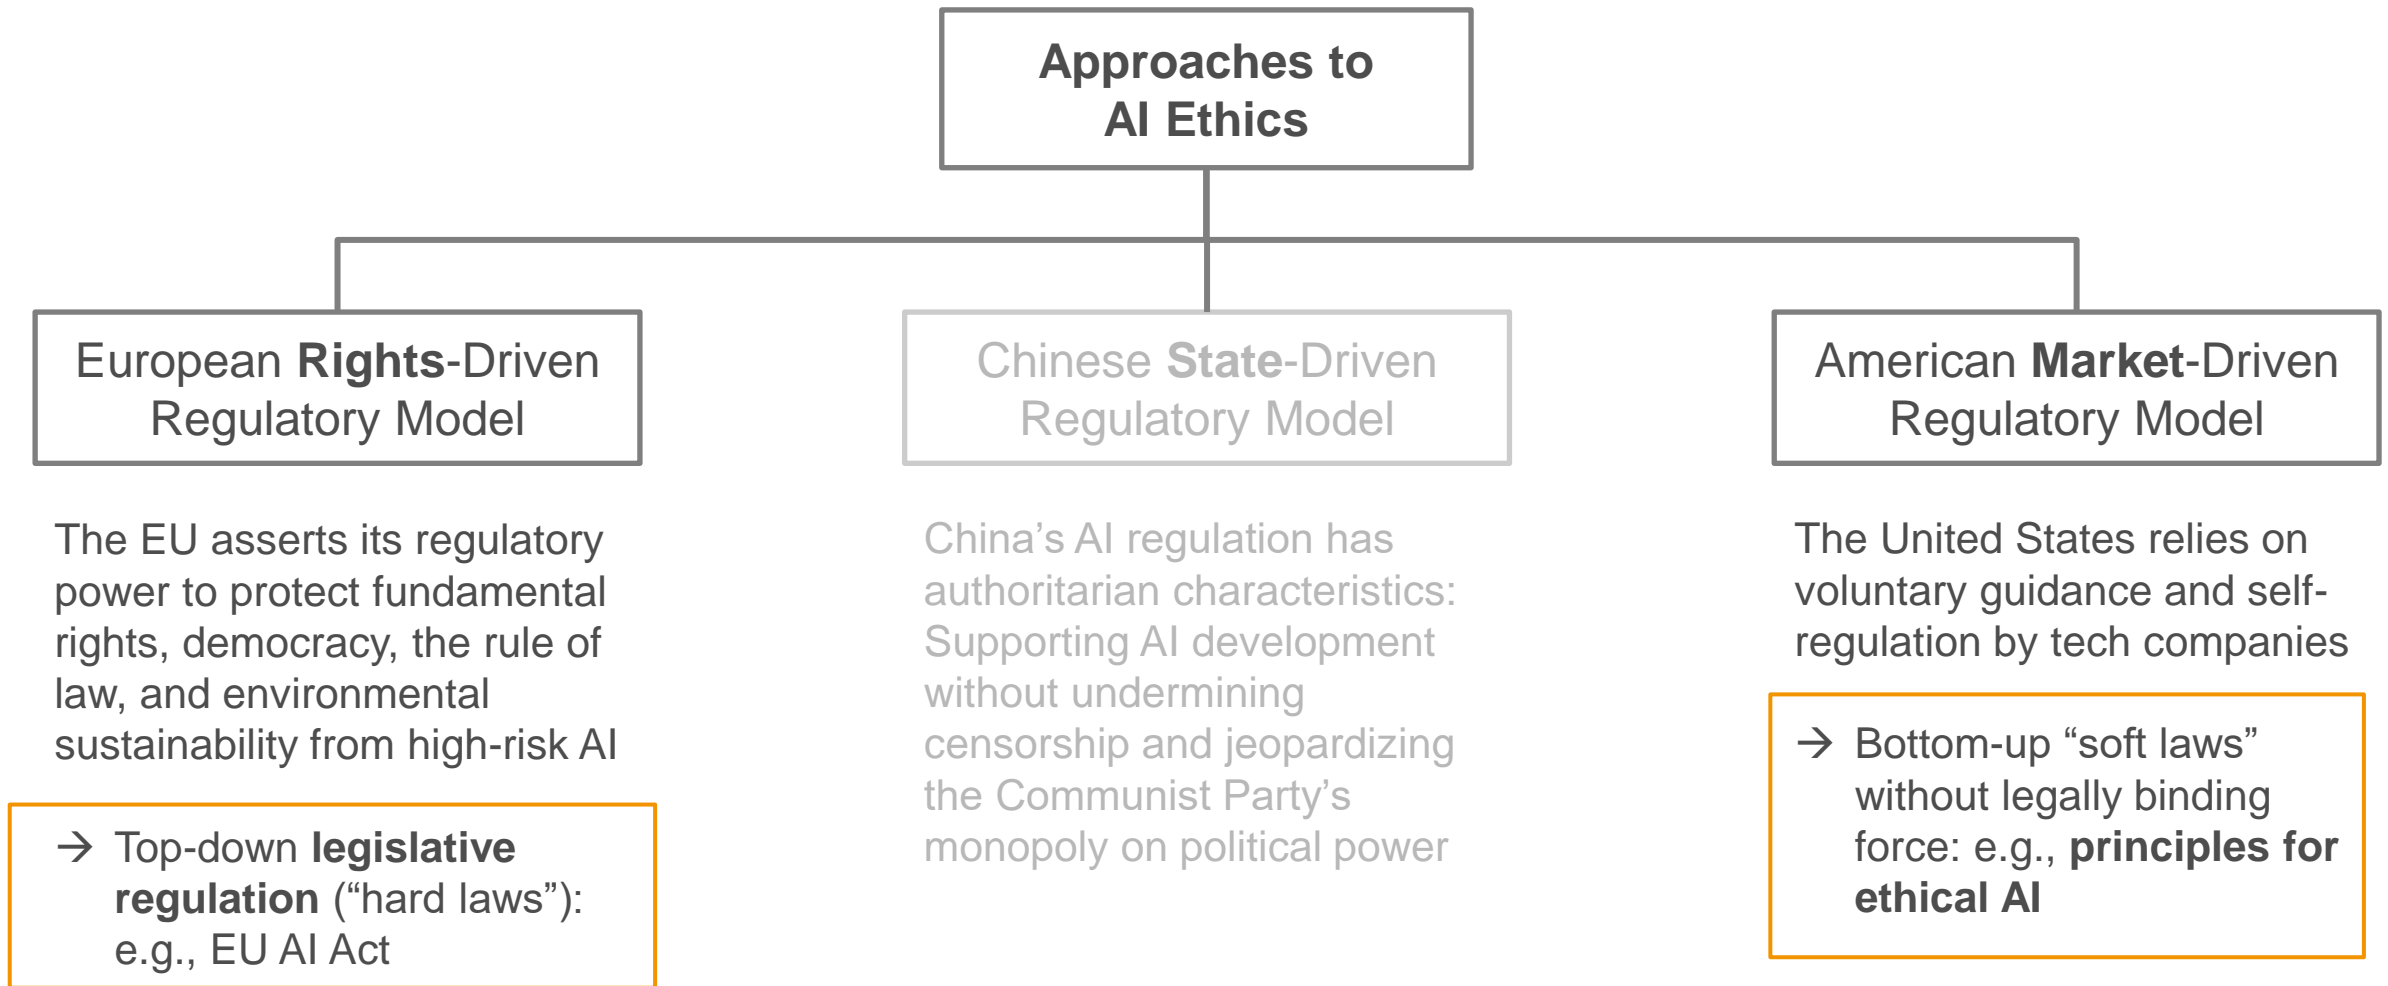 Approaches to
AI Ethics
European Rights-Driven
Regulatory Model
The EU asserts its regulatory
power to protect fundamental
rights, democracy, the rule of
law, and environmental
sustainability from high-risk AI
→ Top-down legislative
regulation (“hard laws”):
e.g., EU AI Act
Chinese State-Driven
Regulatory Model
China’s AI regulation has
authoritarian characteristics:
Supporting AI development
without undermining
censorship and jeopardizing
the Communist Party’s
monopoly on political power
American Market-Driven
Regulatory Model
The United States relies on
voluntary guidance and self-
regulation by tech companies
→ Bottom-up “soft laws”
without legally binding
force: e.g., principles for
ethical AI